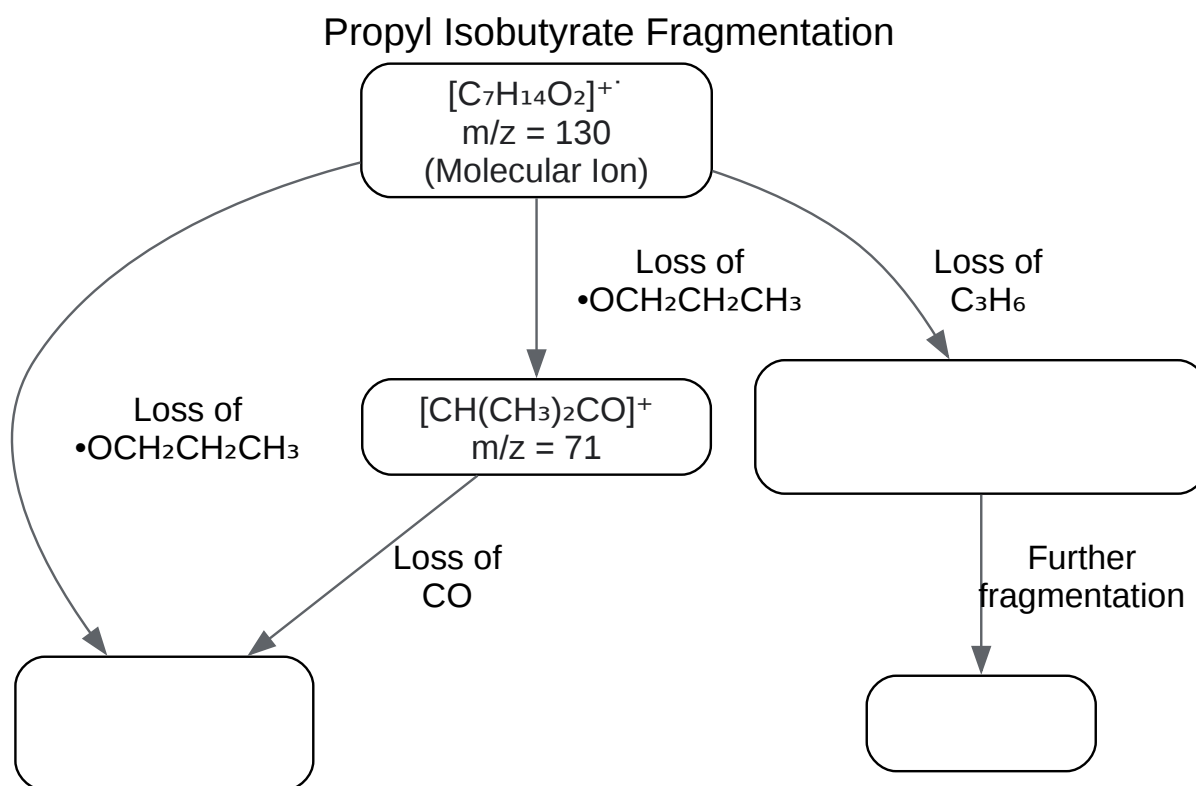 Propyl Isobutyrate Fragmentation
[C₇H₁₄O₂]⁺˙
m/z = 130
(Molecular Ion)
Loss of
•OCH₂CH₂CH₃
Loss of
C₃H₆
Loss of
•OCH₂CH₂CH₃
[CH(CH₃)₂CO]⁺
m/z = 71
Loss of
CO
Further
fragmentation